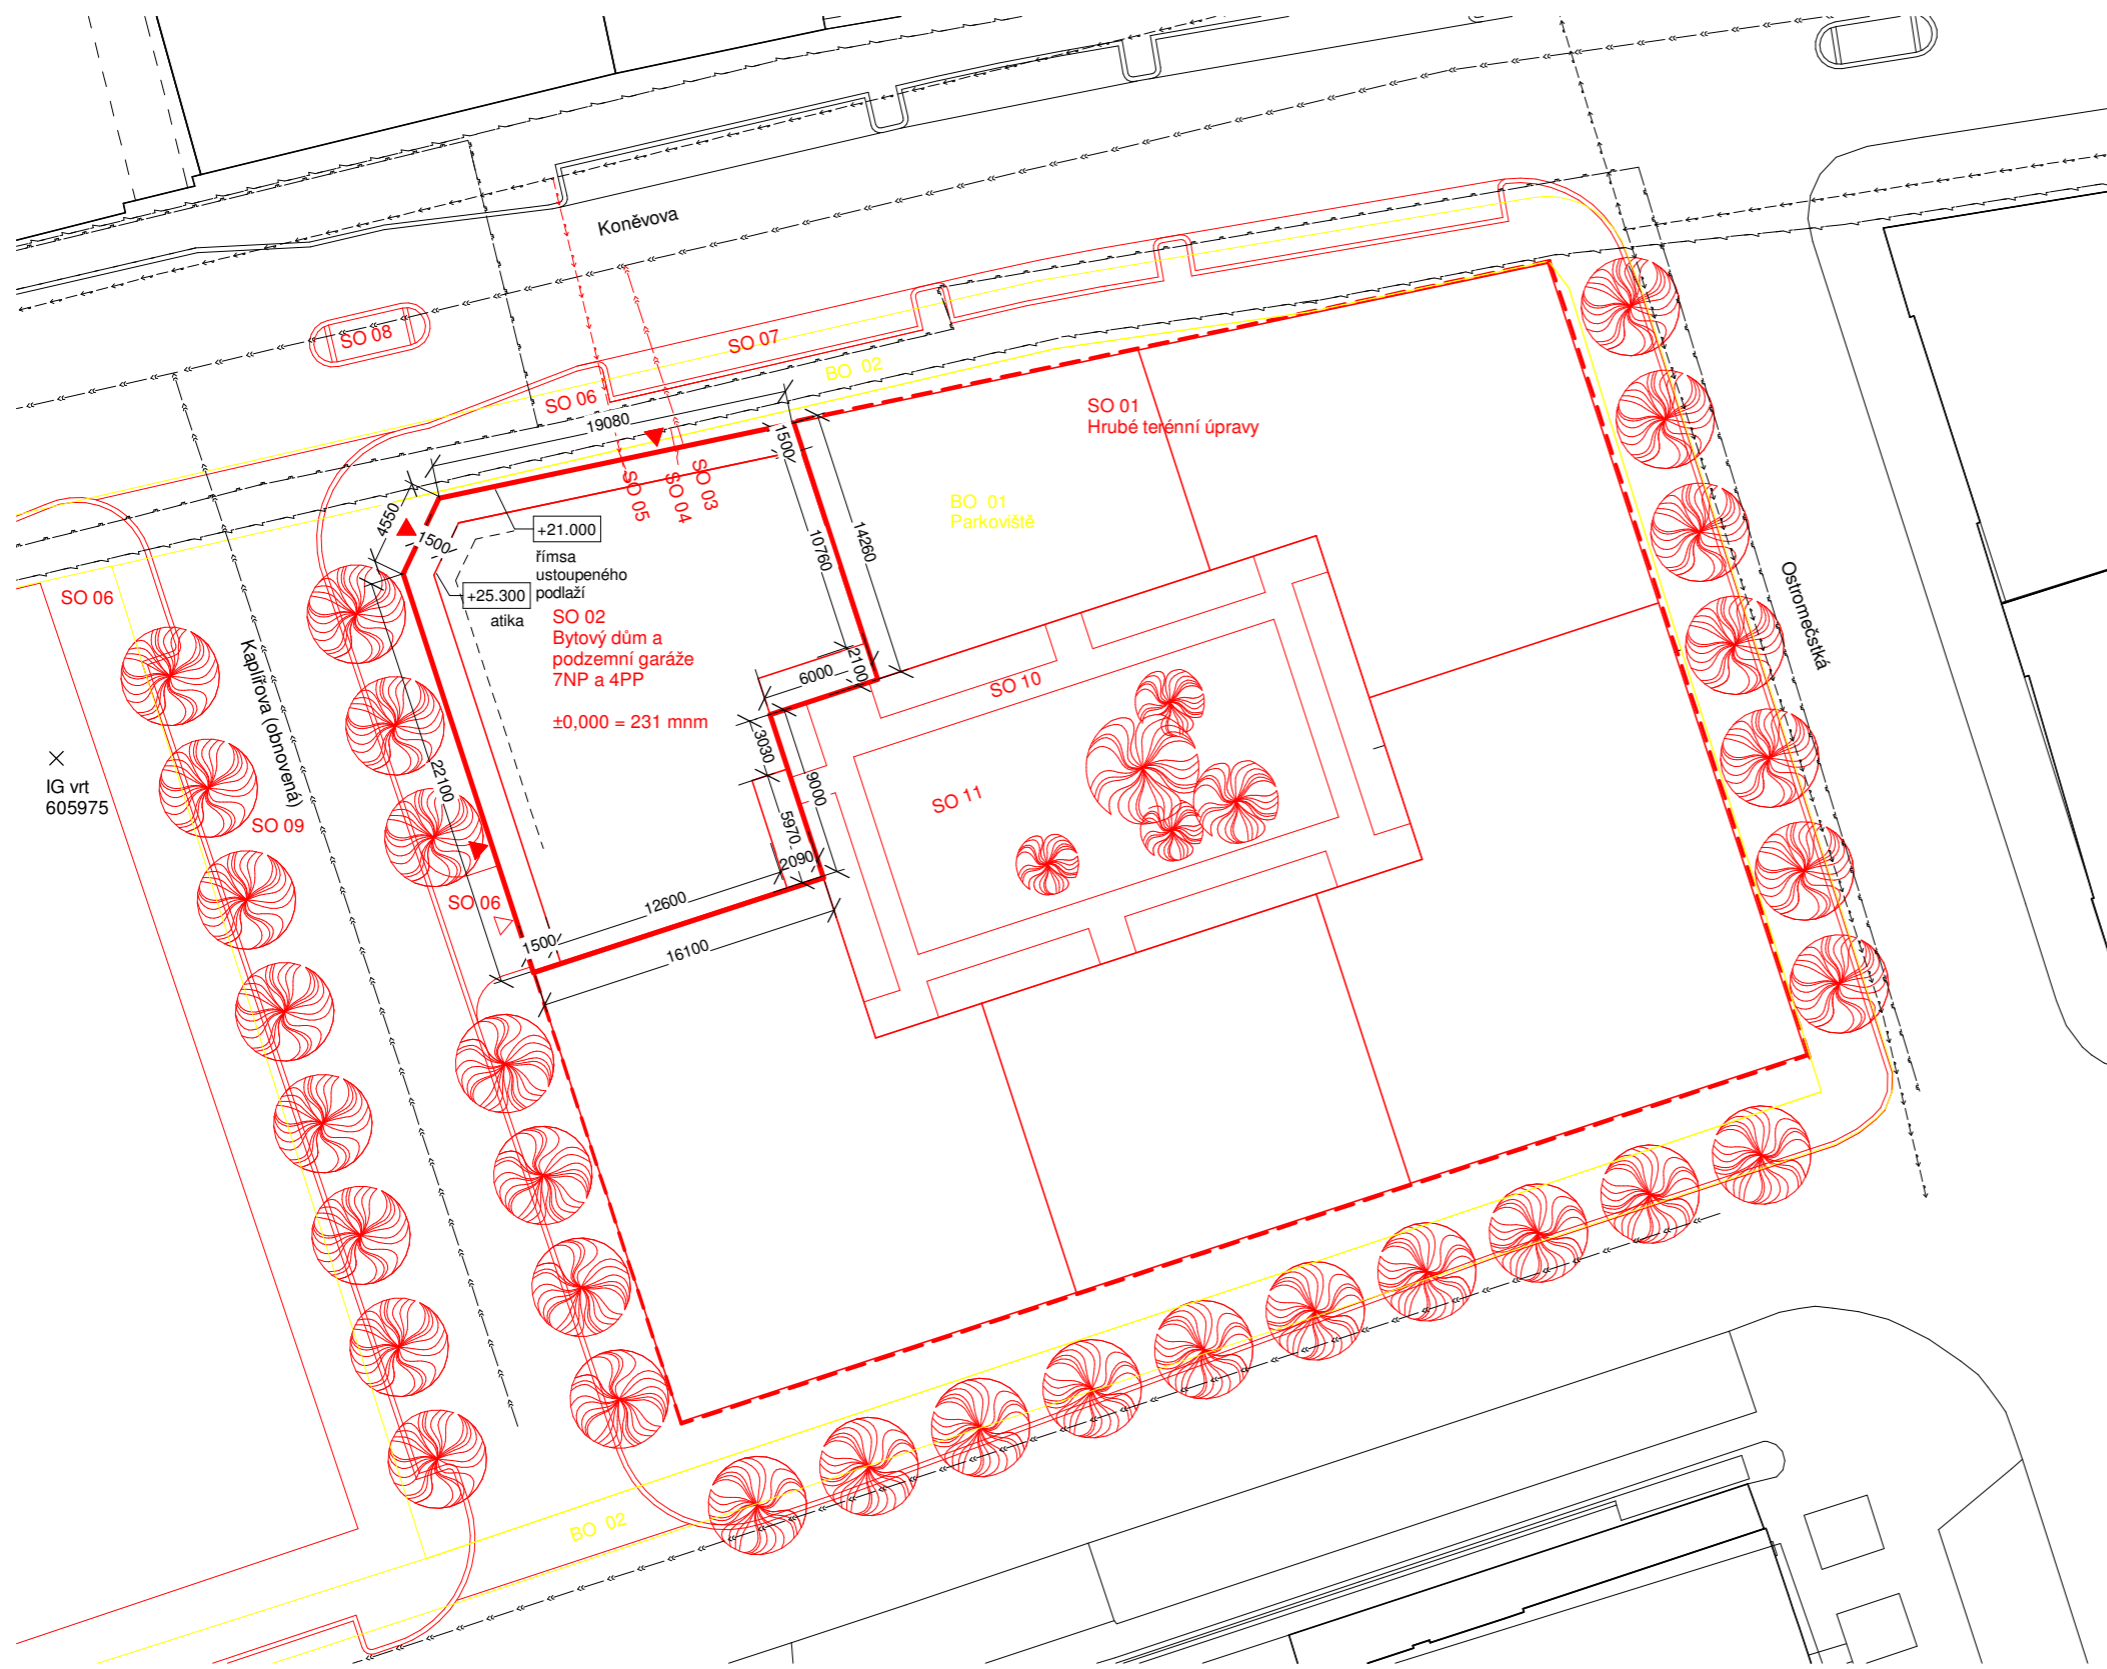 Koněvova
SO 08
SO 07
BO 02
SO 06
19080
SO 01
Hrubé terénní úpravy
1500
SO 03
SO 04
SO 05
4550
1500
+21.000
římsa
ustoupeného
podlaží
+25.300
atika
10760
14260
BO 01
Parkoviště
SO 06
SO 02
Bytový dům a
podzemní garáže
7NP a 4PP
±0,000 = 231 mnm
Kaplířova (obnovená)
Ostromečstká
2100
6000
SO 10
3030
9000
22100
IG vrt
605975
SO 09
SO 11
5970
2090
SO 06
12600
1500
16100
BO 02